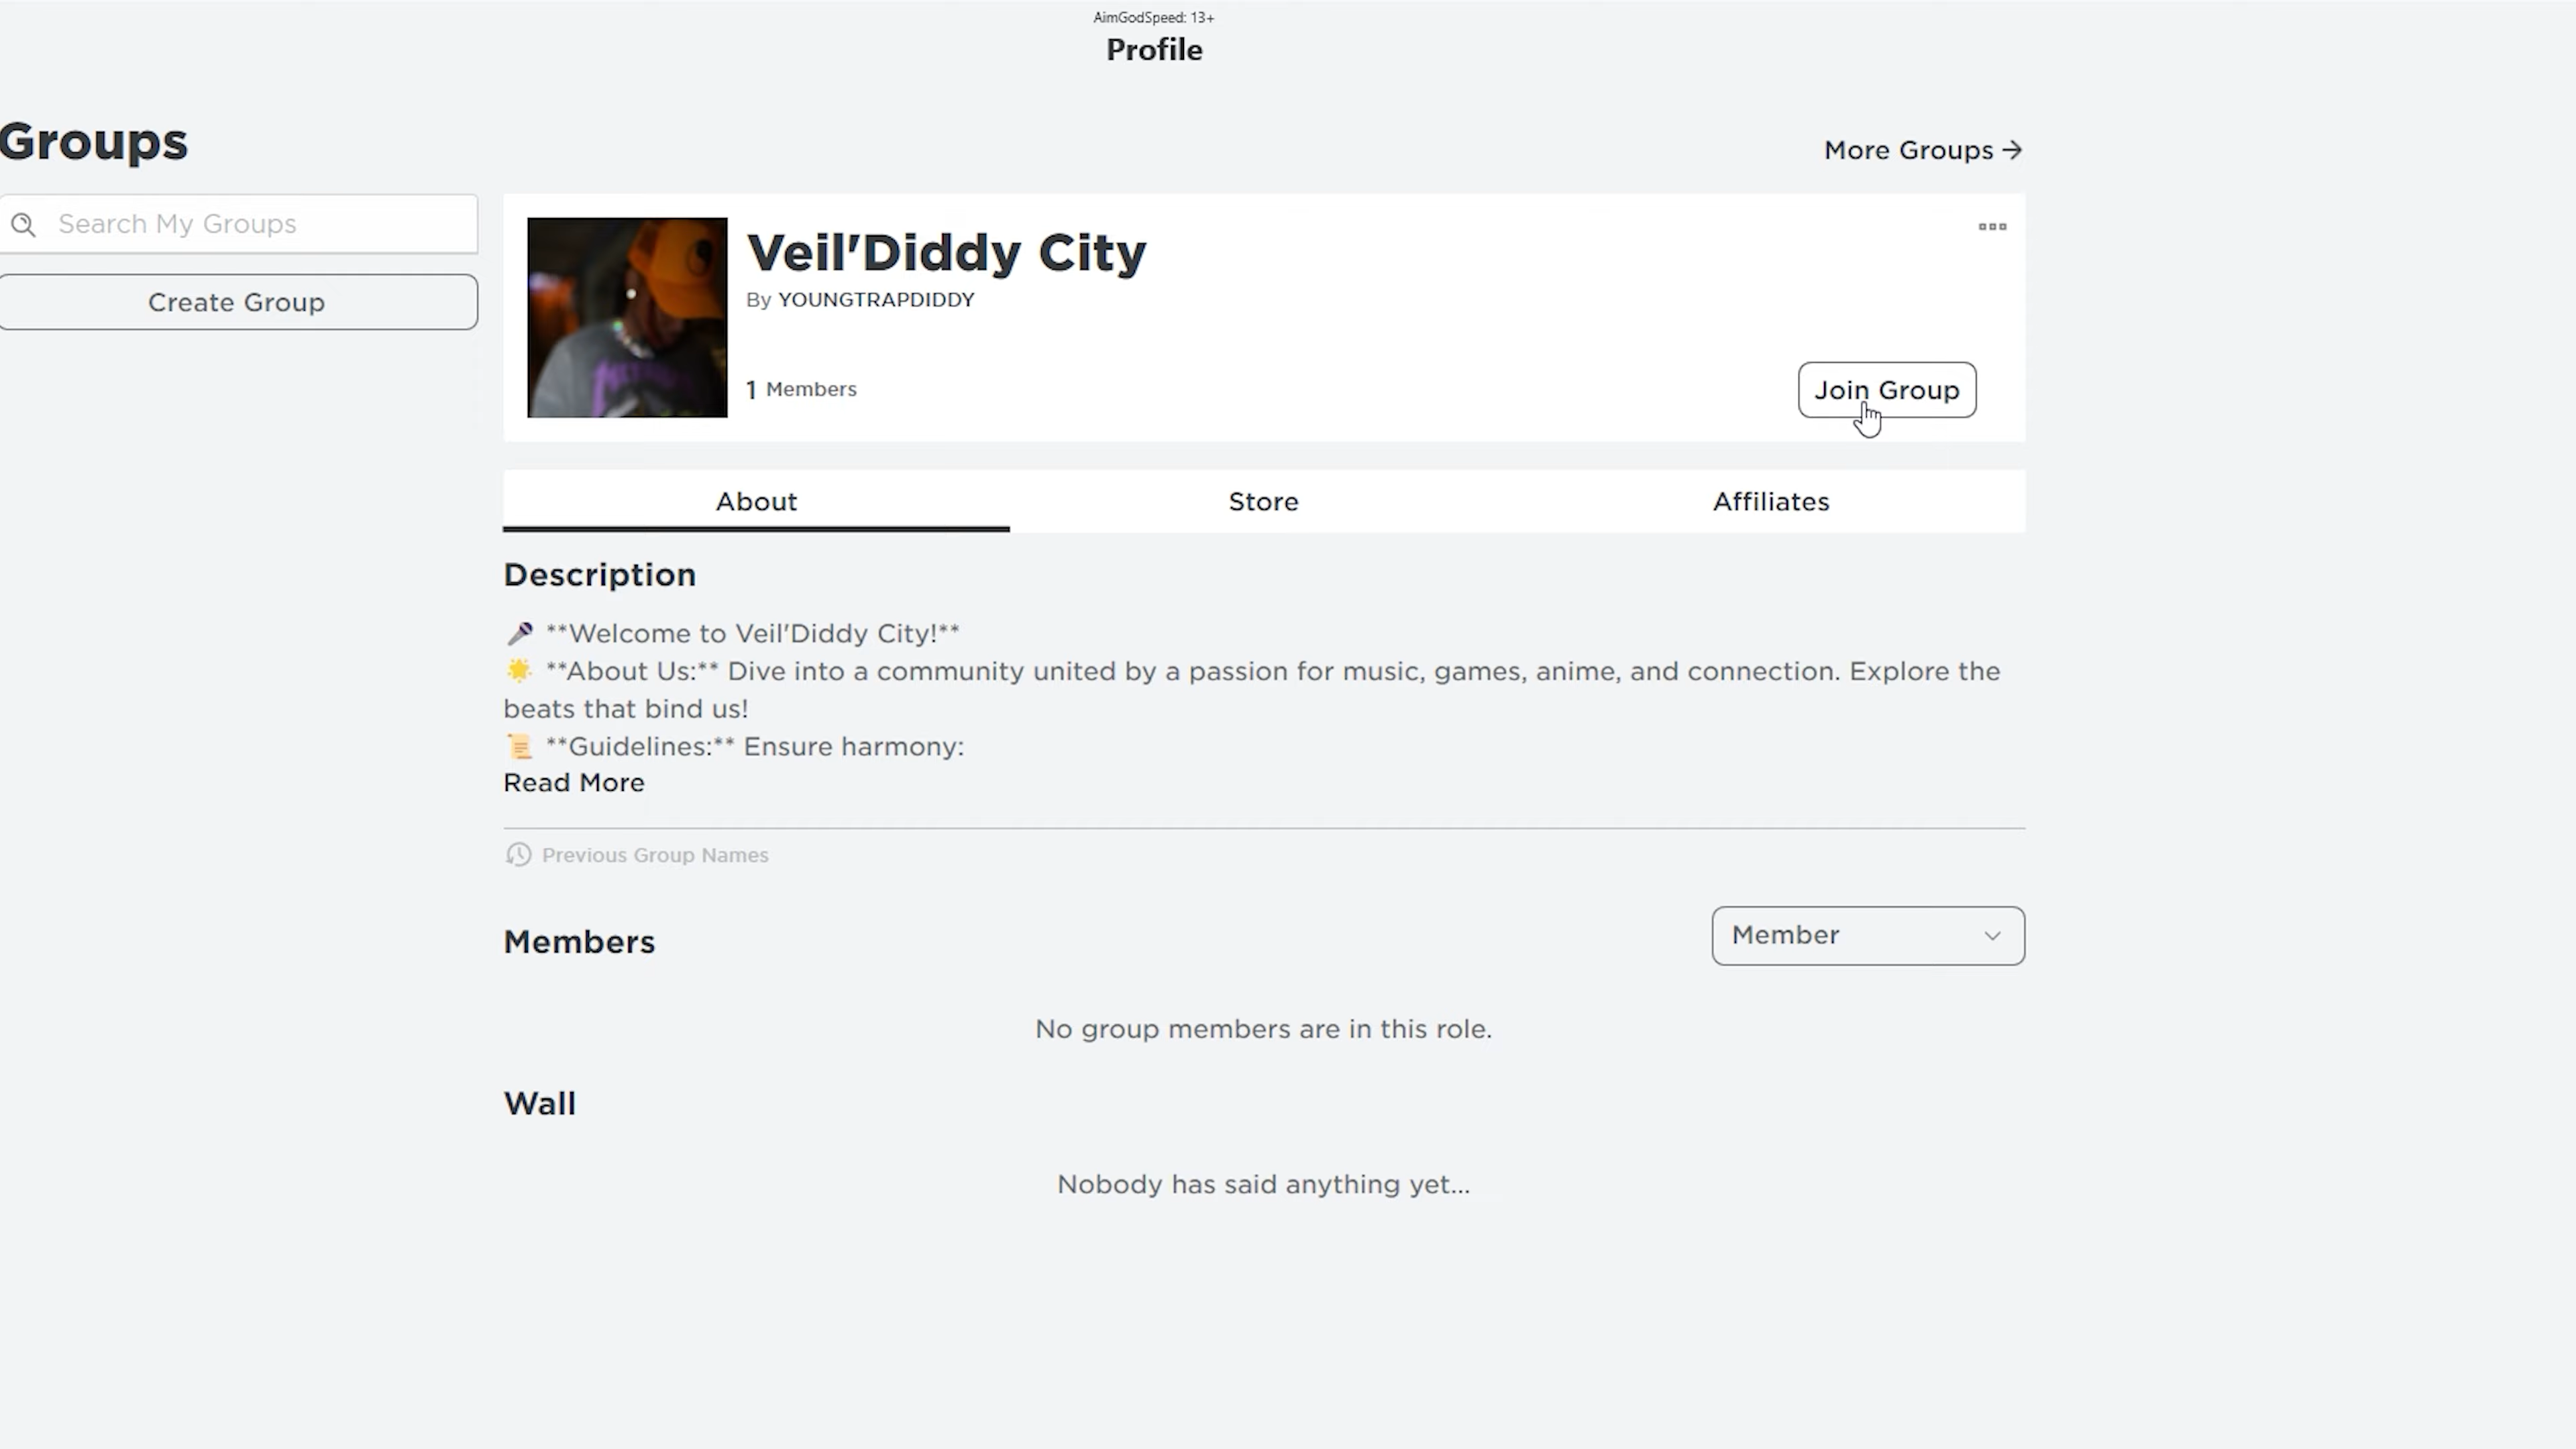 AimGodSpeed: 13+
Profile
Groups
More Groups →
Search My Groups
Create Group
Veil'Diddy City
By YOUNGTRAPDIDDY
1 Members
Join Group
About
Store
Affiliates
Description
🎤 **Welcome to Veil'Diddy City!**
🌟 **About Us:** Dive into a community united by a passion for music, games, anime, and connection. Explore the
beats that bind us!
📜 **Guidelines:** Ensure harmony:
Read More
Previous Group Names
Members
Member
No group members are in this role.
Wall
Nobody has said anything yet...